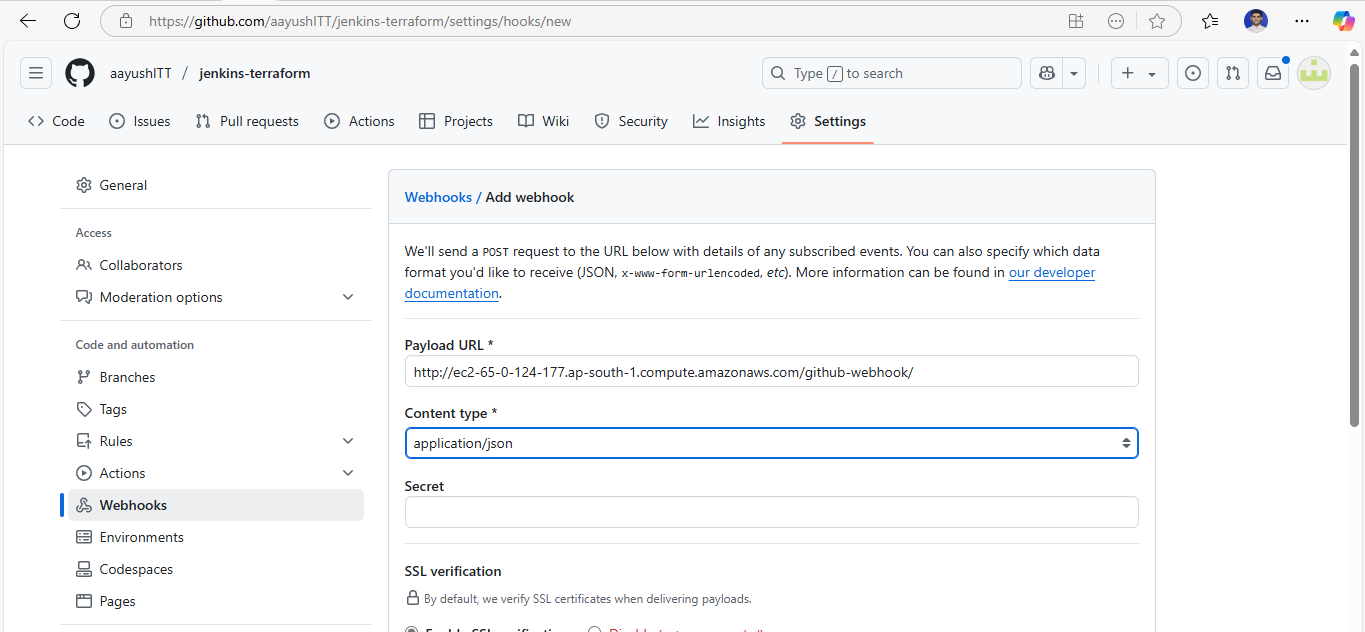 https://github.com/aayushITT/jenkins-terraform/settings/hooks/new
aayushITT / jenkins-terraform
Type / to search
Code Issues Pull requests Actions Projects Wiki Security Insights Settings
General
Access
Collaborators
Moderation options
Code and automation
Branches
Tags
Rules
Actions
Webhooks
Environments
Codespaces
Pages
Webhooks / Add webhook
We'll send a POST request to the URL below with details of any subscribed events. You can also specify which data
format you'd like to receive (JSON, x-www-form-urlencoded, etc). More information can be found in our developer
documentation.
Payload URL *
http://ec2-65-0-124-177.ap-south-1.compute.amazonaws.com/github-webhook/
Content type *
application/json
Secret
SSL verification
By default, we verify SSL certificates when delivering payloads.